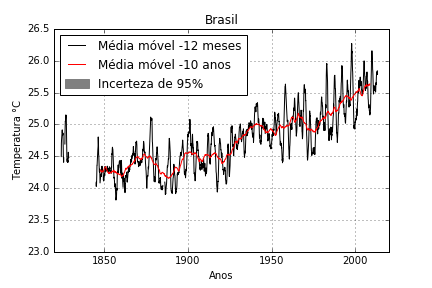 Brasil
Média móvel -12 meses
Média móvel -10 anos
Incerteza de 95%
Temperatura °C
26.5
26.0
25.5
25.0
24.5
24.0
23.5
23.0
1850
1900
1950
2000
Anos